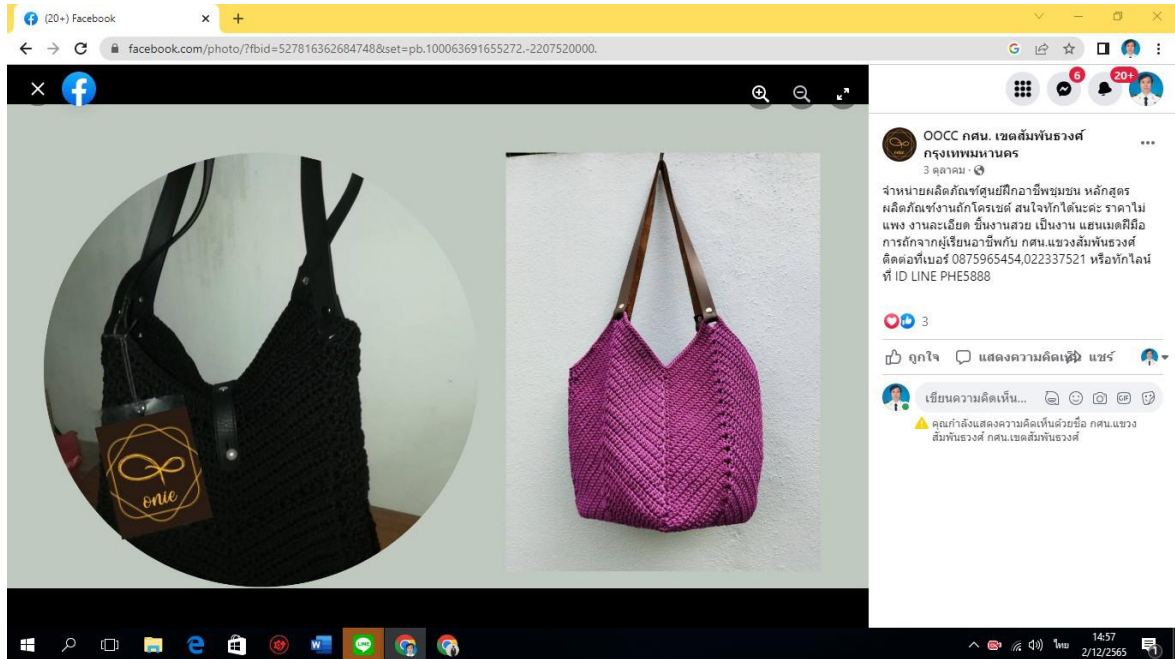 (20+) Facebook
facebook.com/photo/?fbid=527816362684748&set=pb.100063691655272.-2207520000.
6
20+
OOCC กศน. เขตสัมพันธวงศ์
กรุงเทพมหานคร
3 ตุลาคม ·
จำหน่ายผลิตภัณฑ์ศูนย์ฝึกอาชีพชุมชน หลักสูตร
ผลิตภัณฑ์งานถักโครเชต์ สนใจทักได้นะค่ะ ราคาไม่
แพง งานละเอียด ชิ้นงานสวย เป็นงาน แฮนเมดฝีมือ
การถักจากผู้เรียนอาชีพกับ กศน.แขวงสัมพันธวงศ์
ติดต่อที่เบอร์ 0875965454,022337521 หรือทักไลน์
ที่ ID LINE PHE5888
3
ถูกใจ
แสดงความคิดเห็น
แชร์
เขียนความคิดเห็น...
GIF
คุณกำลังแสดงความคิดเห็นด้วยชื่อ กศน.แขวง
สัมพันธวงศ์ กศน.เขตสัมพันธวงศ์
onie
W
LINE
ไทย
14:57
2/12/2565
1